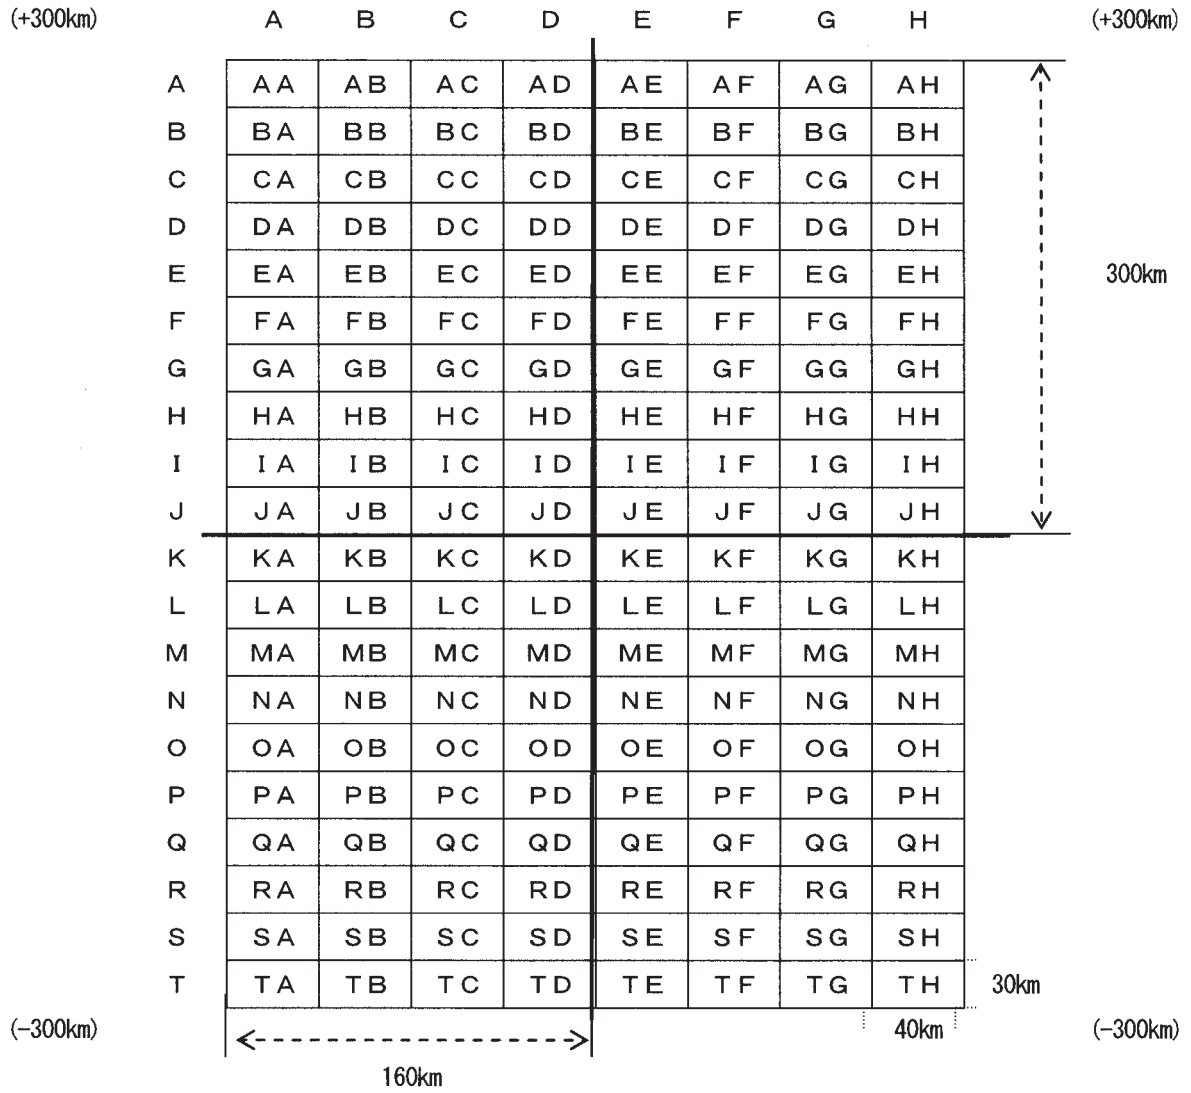 (+300km) A B C D E F G H (+300km)
A AA AB AC AD AE AF AG AH
B BA BB BC BD BE BF BG BH
C CA CB CC CD CE CF CG CH
D DA DB DC DD DE DF DG DH
E EA EB EC ED EE EF EG EH 300km
F FA FB FC FD FE FF FG FH
G GA GB GC GD GE GF GG GH
H HA HB HC HD HE HF HG HH
I IA IB IC ID IE IF IG IH
J JA JB JC JD JE JF JG JH
K KA KB KC KD KE KF KG KH
L LA LB LC LD LE LF LG LH
M MA MB MC MD ME MF MG MH
N NA NB NC ND NE NF NG NH
O OA OB OC OD OE OF OG OH
P PA PB PC PD PE PF PG PH
Q QA QB QC QD QE QF QG QH
R RA RB RC RD RE RF RG RH
S SA SB SC SD SE SF SG SH
T TA TB TC TD TE TF TG TH 30km
(-300km) 40km (-300km)
160km